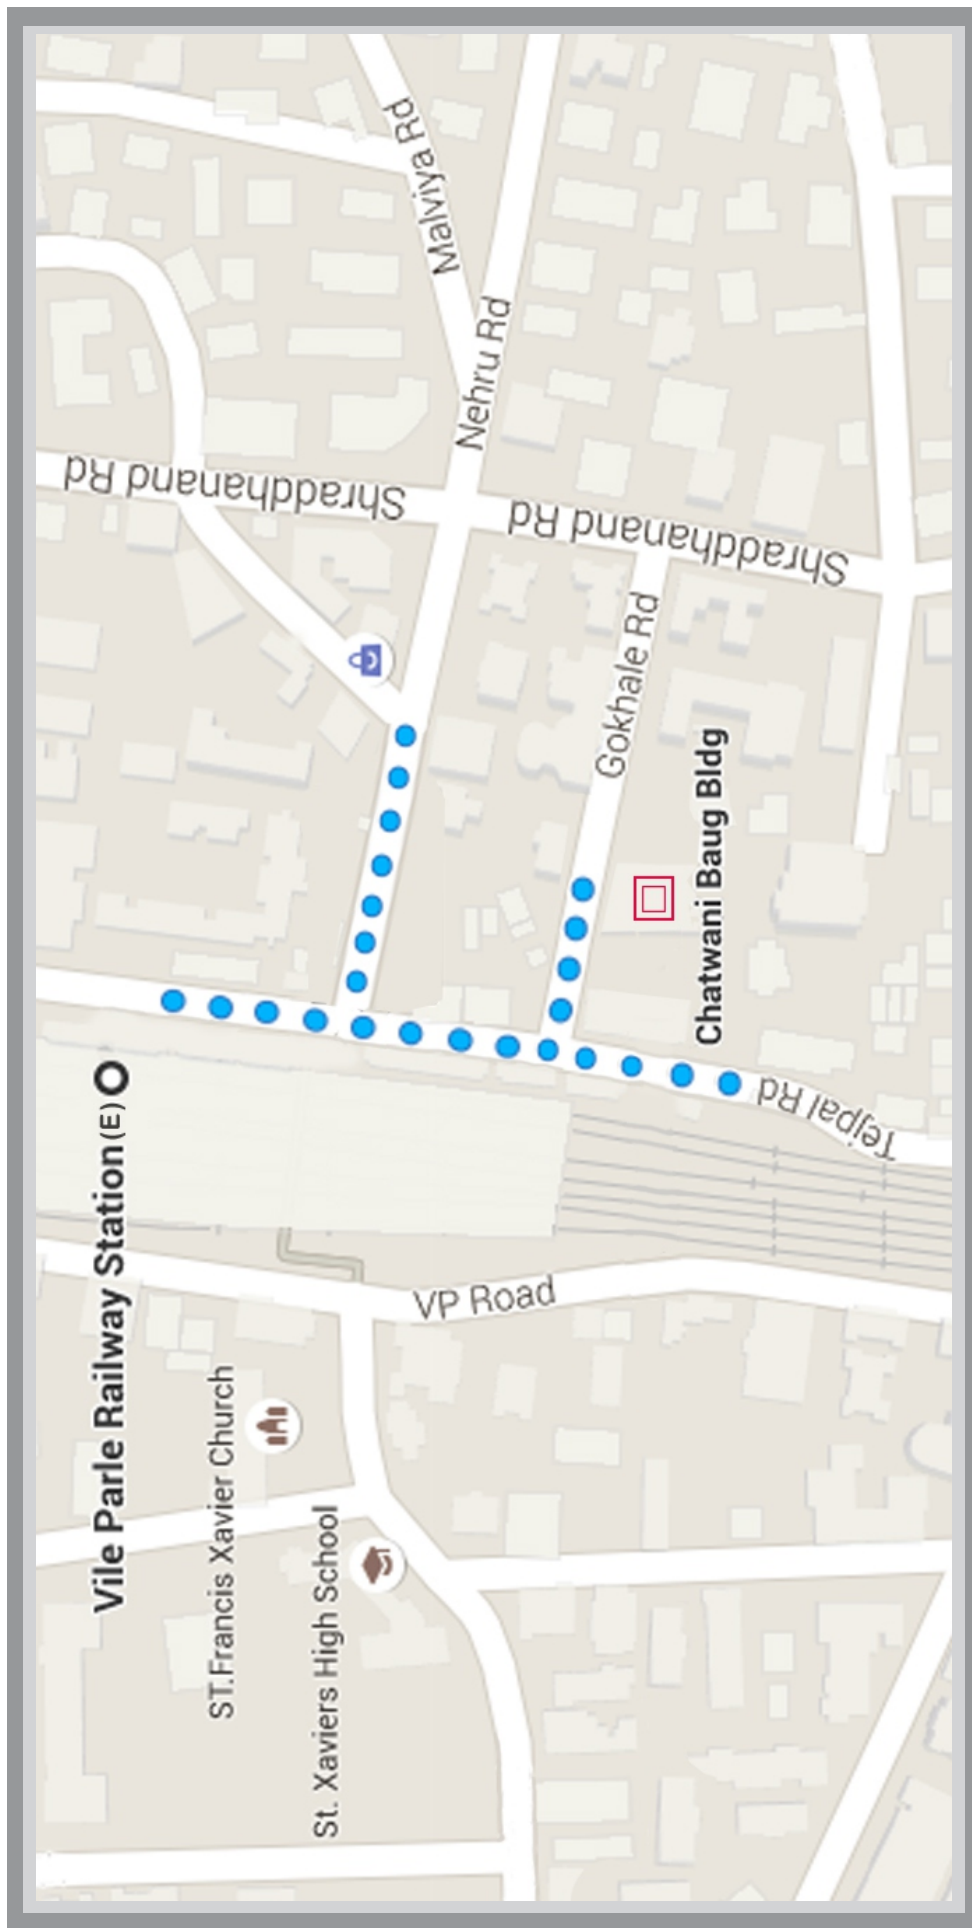 Malviya Rd
Nehru Rd
Shraddhanand Rd
Shraddhanand Rd
Gokhale Rd
Chatwani Baug Bldg
Tejpal Rd
Vile Parle Railway Station (E)
VP Road
ST.Francis Xavier Church
St. Xaviers High School